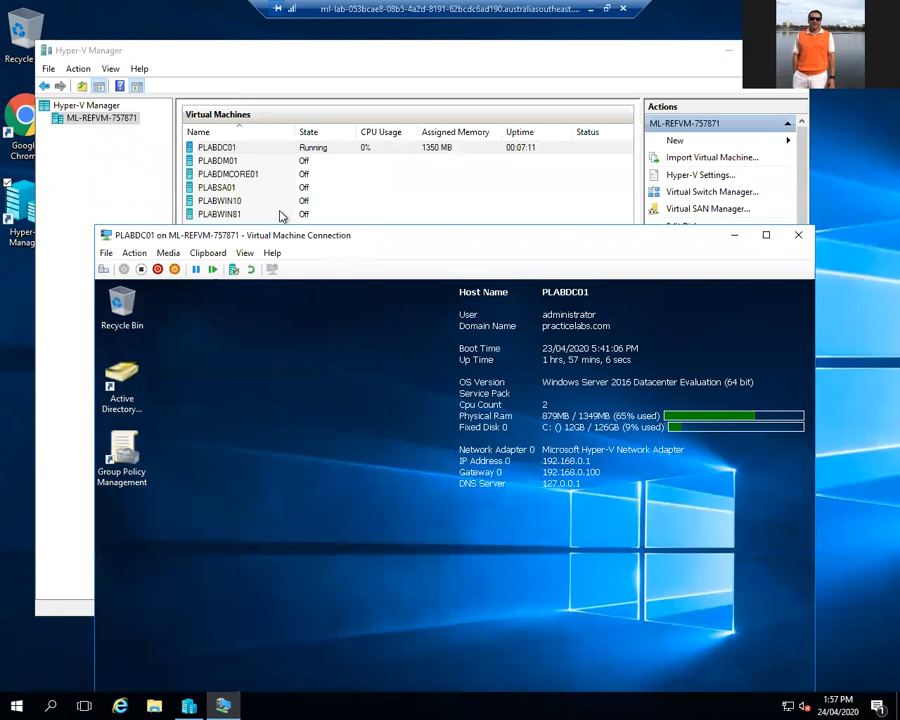 ml-lab-053bcae8-08b5-4a2d-8191-62bcdc6ad190.australiasoutheast....
Recycle
Hyper-V Manager
File Action View Help
Google
Chrom
Hyper-
Manag
Hyper-V Manager
ML-REFVM-757871
Virtual Machines
Name State CPU Usage Assigned Memory Uptime Status
PLABDC01 Running 0% 1350 MB 00:07:11
PLABDM01 Off
PLABDMCORE01 Off
PLABSA01 Off
PLABWIN10 Off
PLABWIN81 Off
Actions
ML-REFVM-757871
New
Import Virtual Machine...
Hyper-V Settings...
Virtual Switch Manager...
Virtual SAN Manager...
PLABDC01 on ML-REFVM-757871 - Virtual Machine Connection
File Action Media Clipboard View Help
Recycle Bin
Active
Directory...
Group Policy
Management
Host Name PLABDC01
User administrator
Domain Name practicelabs.com
Boot Time 23/04/2020 5:41:06 PM
Up Time 1 hrs, 57 mins, 6 secs
OS Version Windows Server 2016 Datacenter Evaluation (64 bit)
Service Pack
Cpu Count 2
Physical Ram 879MB / 1349MB (65% used)
Fixed Disk 0 C: () 12GB / 126GB (9% used)
Network Adapter 0 Microsoft Hyper-V Network Adapter
IP Address 0 192.168.0.1
Gateway 0 192.168.0.100
DNS Server 127.0.0.1
1:57 PM
24/04/2020
1